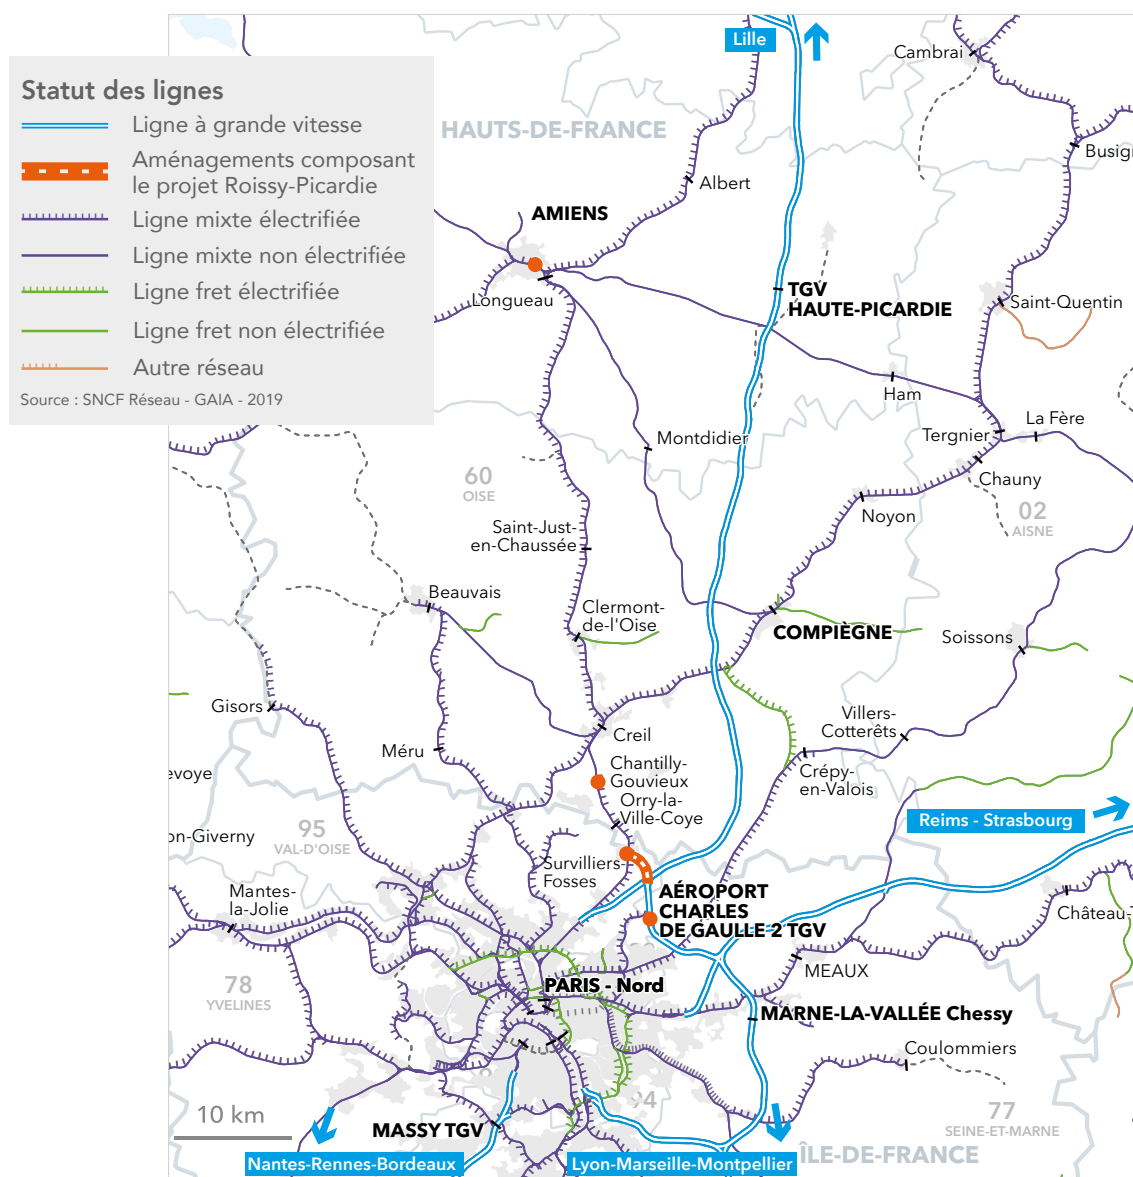 Statut des lignes
Ligne à grande vitesse
Aménagements composant
le projet Roissy-Picardie
Ligne mixte électrifiée
Ligne mixte non électrifiée
Ligne fret électrifiée
Ligne fret non électrifiée
Autre réseau
Source : SNCF Réseau - GAIA - 2019
Lille
Cambrai
HAUTS-DE-FRANCE
Busign
Albert
AMIENS
Longueau
TGV
HAUTE-PICARDIE
Saint-Quentin
Ham
La Fère
Tergnier
Montdidier
Chauny
60
OISE
Noyon
02
AISNE
Saint-Just-
en-Chaussée
Beauvais
Clermont-
de-l'Oise
COMPIÈGNE
Soissons
Gisors
Villers-
Cotterêts
Creil
Méru
Chantilly-
Gouvieux
Crépy-
en-Valois
evoye
Orry-la-
Ville-Coye
Reims - Strasbourg
on-Giverny
95
VAL-D'OISE
Survilliers-
Fosses
Mantes-
la-Jolie
AÉROPORT
CHARLES
DE GAULLE 2 TGV
Château-T
MEAUX
78
YVELINES
PARIS - Nord
MARNE-LA-VALLÉE Chessy
Coulommiers
94
10 km
MASSY TGV
77
SEINE-ET-MARNE
ÎLE-DE-FRANCE
Nantes-Rennes-Bordeaux
Lyon-Marseille-Montpellier